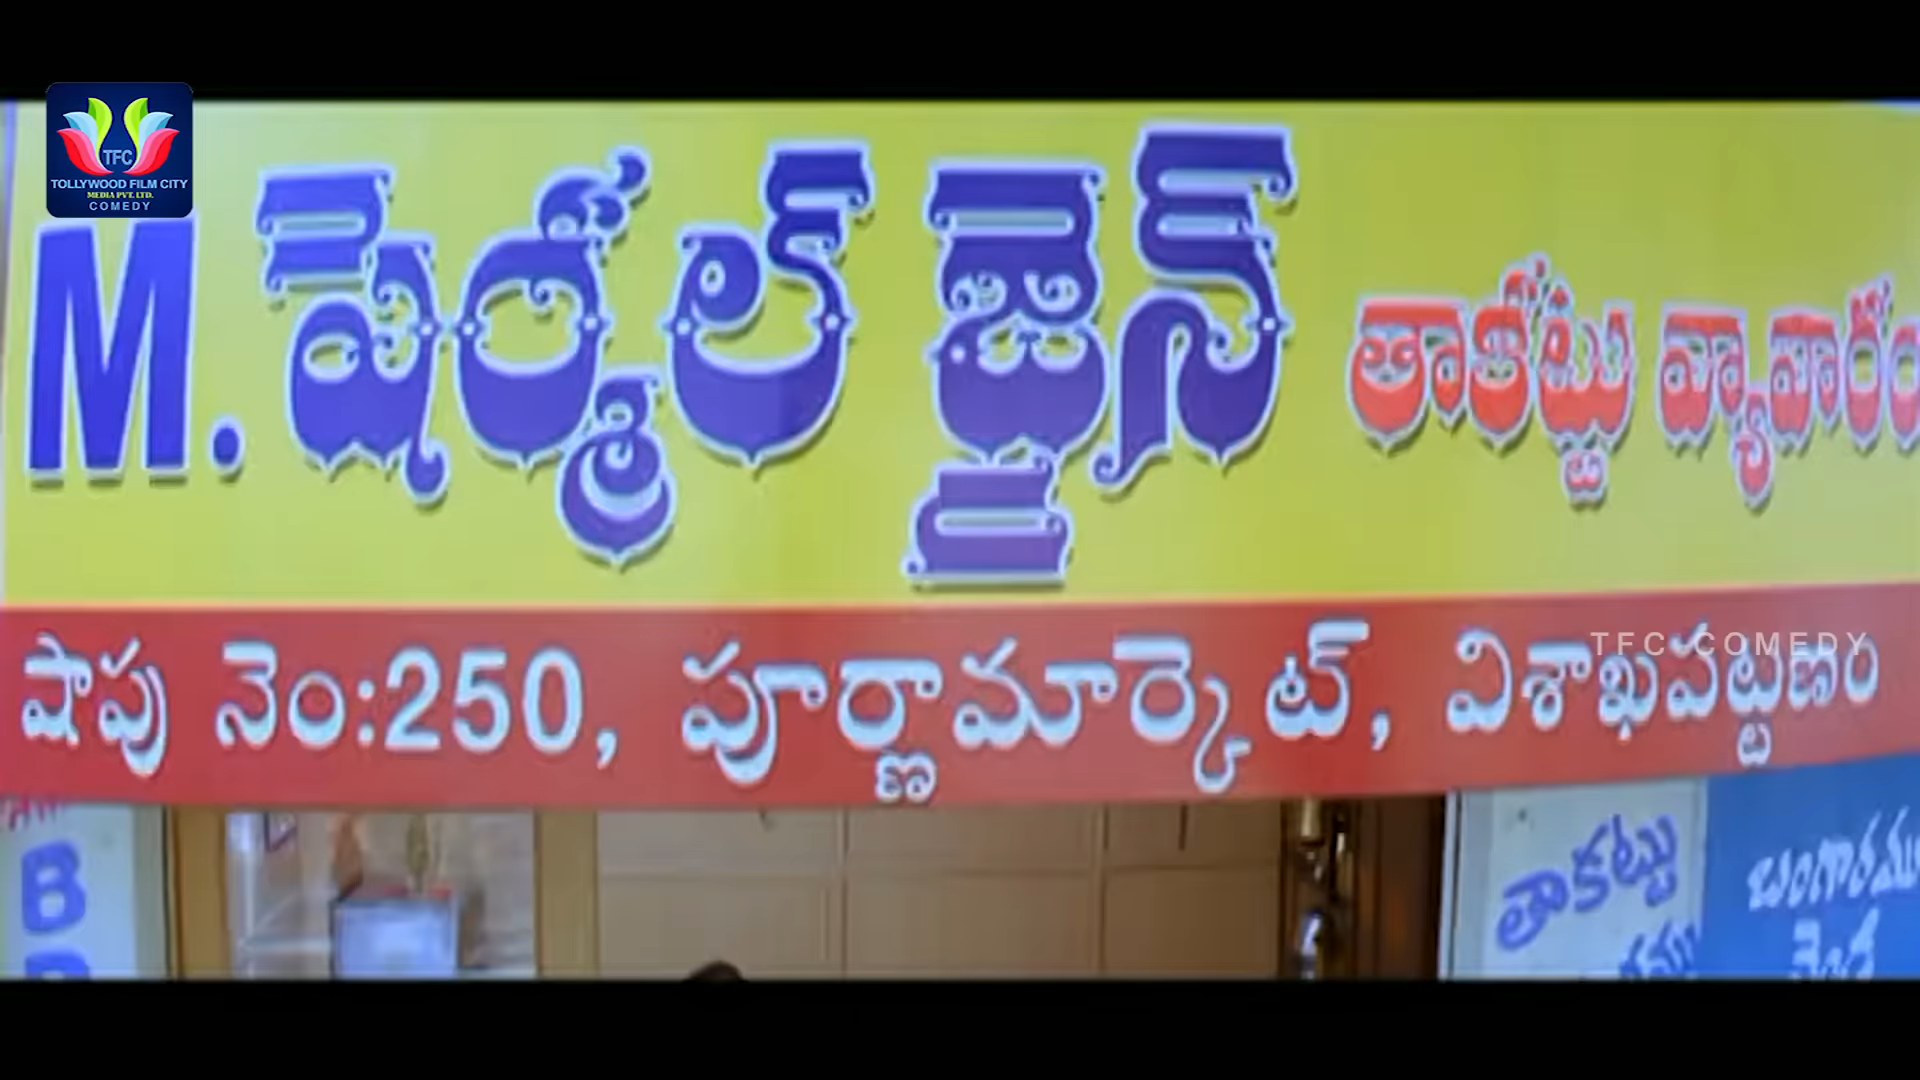 TFC
TOLLYWOOD FILM CITY
MEDIA PVT. LTD.
COMEDY
M. షెర్మల్ జైన్ తాకట్టు వ్యాపారం
షాపు నెం:250, పూర్ణామార్కెట్, విశాఖపట్టణం
TFC COMEDY
B
తాకట్టు
బంగారము